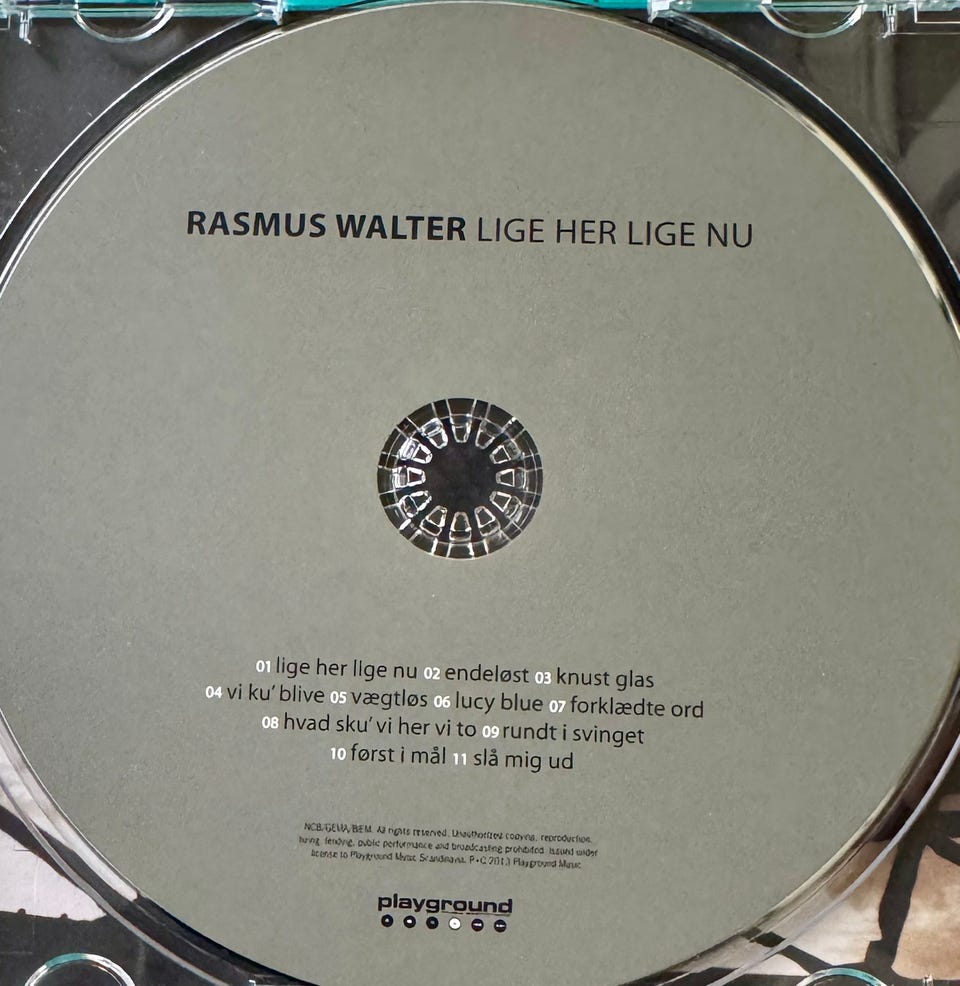 RASMUS WALTER LIGE HER LIGE NU
01 lige her lige nu 02 endeløst 03 knust glas
04 vi ku' blive 05 vægtløs 06 lucy blue 07 forklædte ord
08 hvad sku' vi her vi to 09 rundt i svinget
10 først i mål 11 slå mig ud
NCB/GEMA/BIEM. All rights reserved. Unauthorized copying, reproduction,
hiring, lending, public performance and broadcasting prohibited. Issued under
license to Playground Music Scandinavia. P+C Playground Music
playground